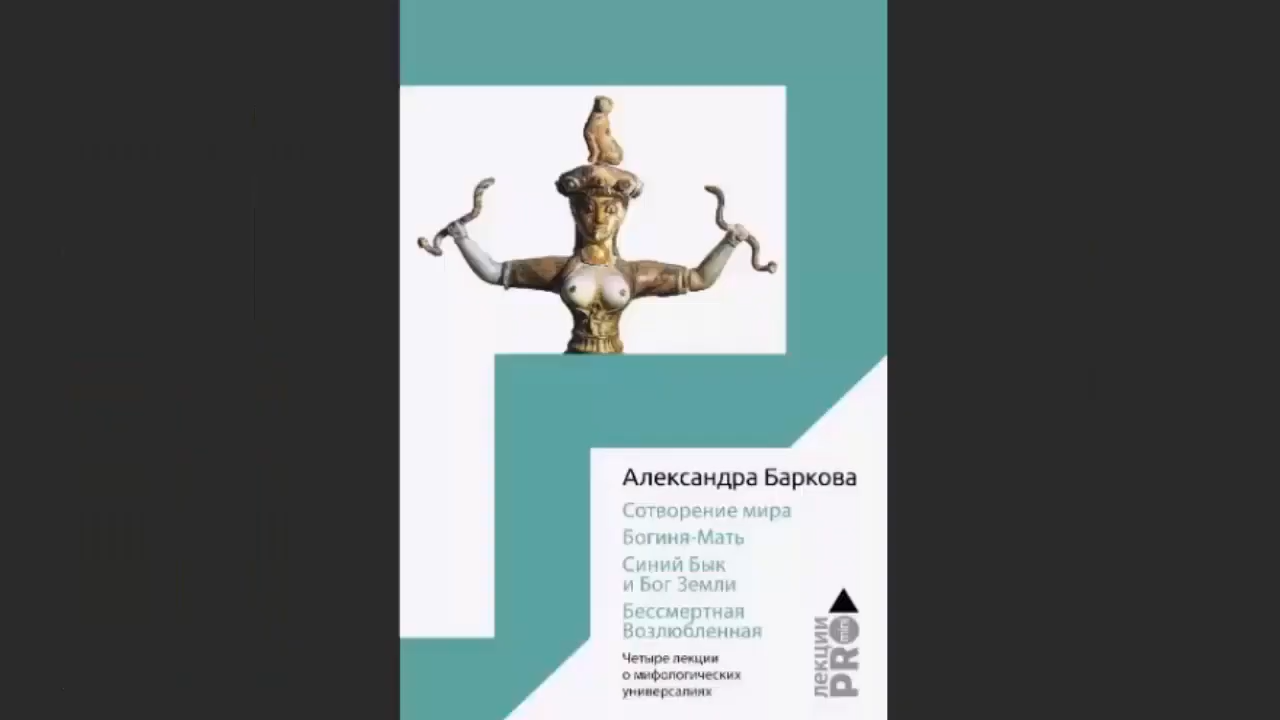 Александра Баркова
Сотворение мира
Богиня-Мать
Синий Бык
и Бог Земли
Бессмертная
Возлюбленная
Четыре лекции
о мифологических
универсалиях
лекции
PRO
mini